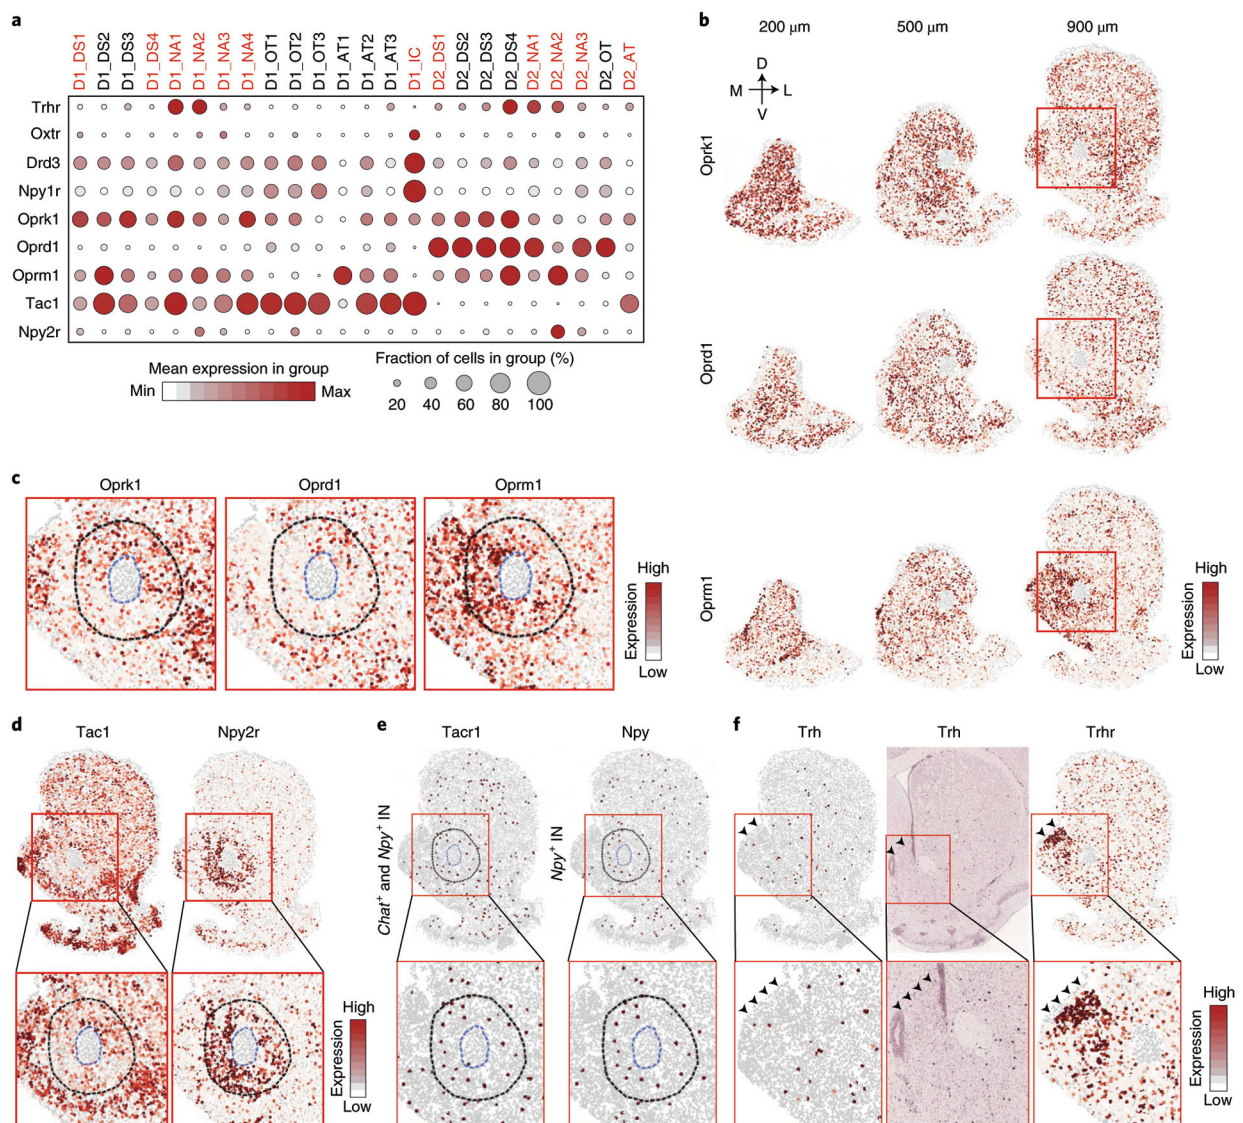 a
D1_DS1
D1_DS2
D1_DS3
D1_DS4
D1_NA1
D1_NA2
D1_NA3
D1_NA4
D1_OT1
D1_OT2
D1_OT3
D1_AT1
D1_AT2
D1_AT3
D1_IC
D2_DS1
D2_DS2
D2_DS3
D2_DS4
D2_NA1
D2_NA2
D2_NA3
D2_OT
D2_AT
Trhr
Oxtr
Drd3
Npy1r
Oprk1
Oprd1
Oprm1
Tac1
Npy2r
Mean expression in group
Min Max
Fraction of cells in group (%)
20 40 60 80 100
b
200 µm 500 µm 900 µm
D
M L
V
Oprk1
Oprd1
Oprm1
High
Expression
Low
c
Oprk1 Oprd1 Oprm1
High
Expression
Low
d
Tac1 Npy2r
High
Expression
Low
e
Tacr1 Npy
Chat+ and Npy+ IN
Npy+ IN
f
Trh Trh Trhr
High
Expression
Low